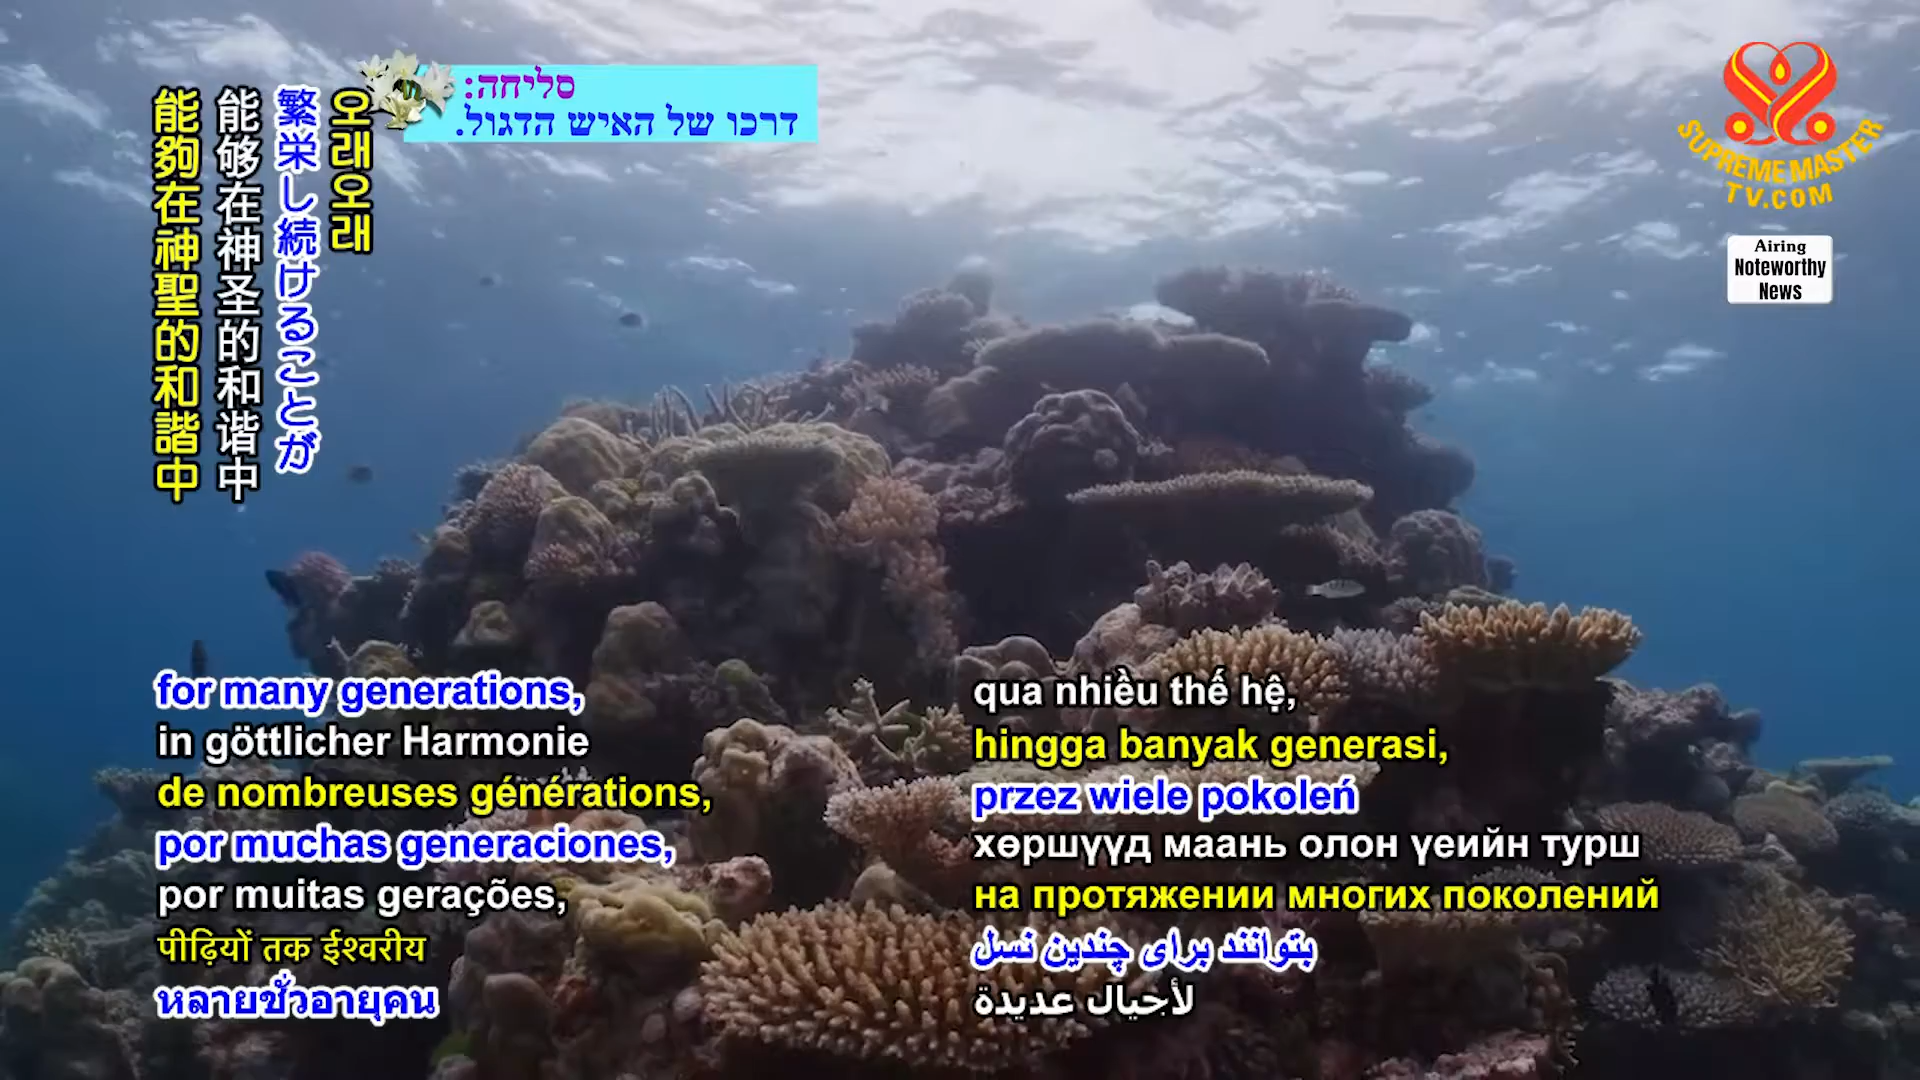 סליחה:
דרכו של האיש הדגול.
오래오래
繁栄し続けることが
能够在神圣的和谐中
能夠在神聖的和諧中
SUPREME MASTER
TV.COM
Airing
Noteworthy
News
for many generations,
in göttlicher Harmonie
de nombreuses générations,
por muchas generaciones,
por muitas gerações,
पीढ़ियों तक ईश्वरीय
หลายชั่วอายุคน
qua nhiều thế hệ,
hingga banyak generasi,
przez wiele pokoleń
хөршүүд маань олон үеийн турш
на протяжении многих поколений
بتوانند برای چندین نسل
لأجيال عديدة